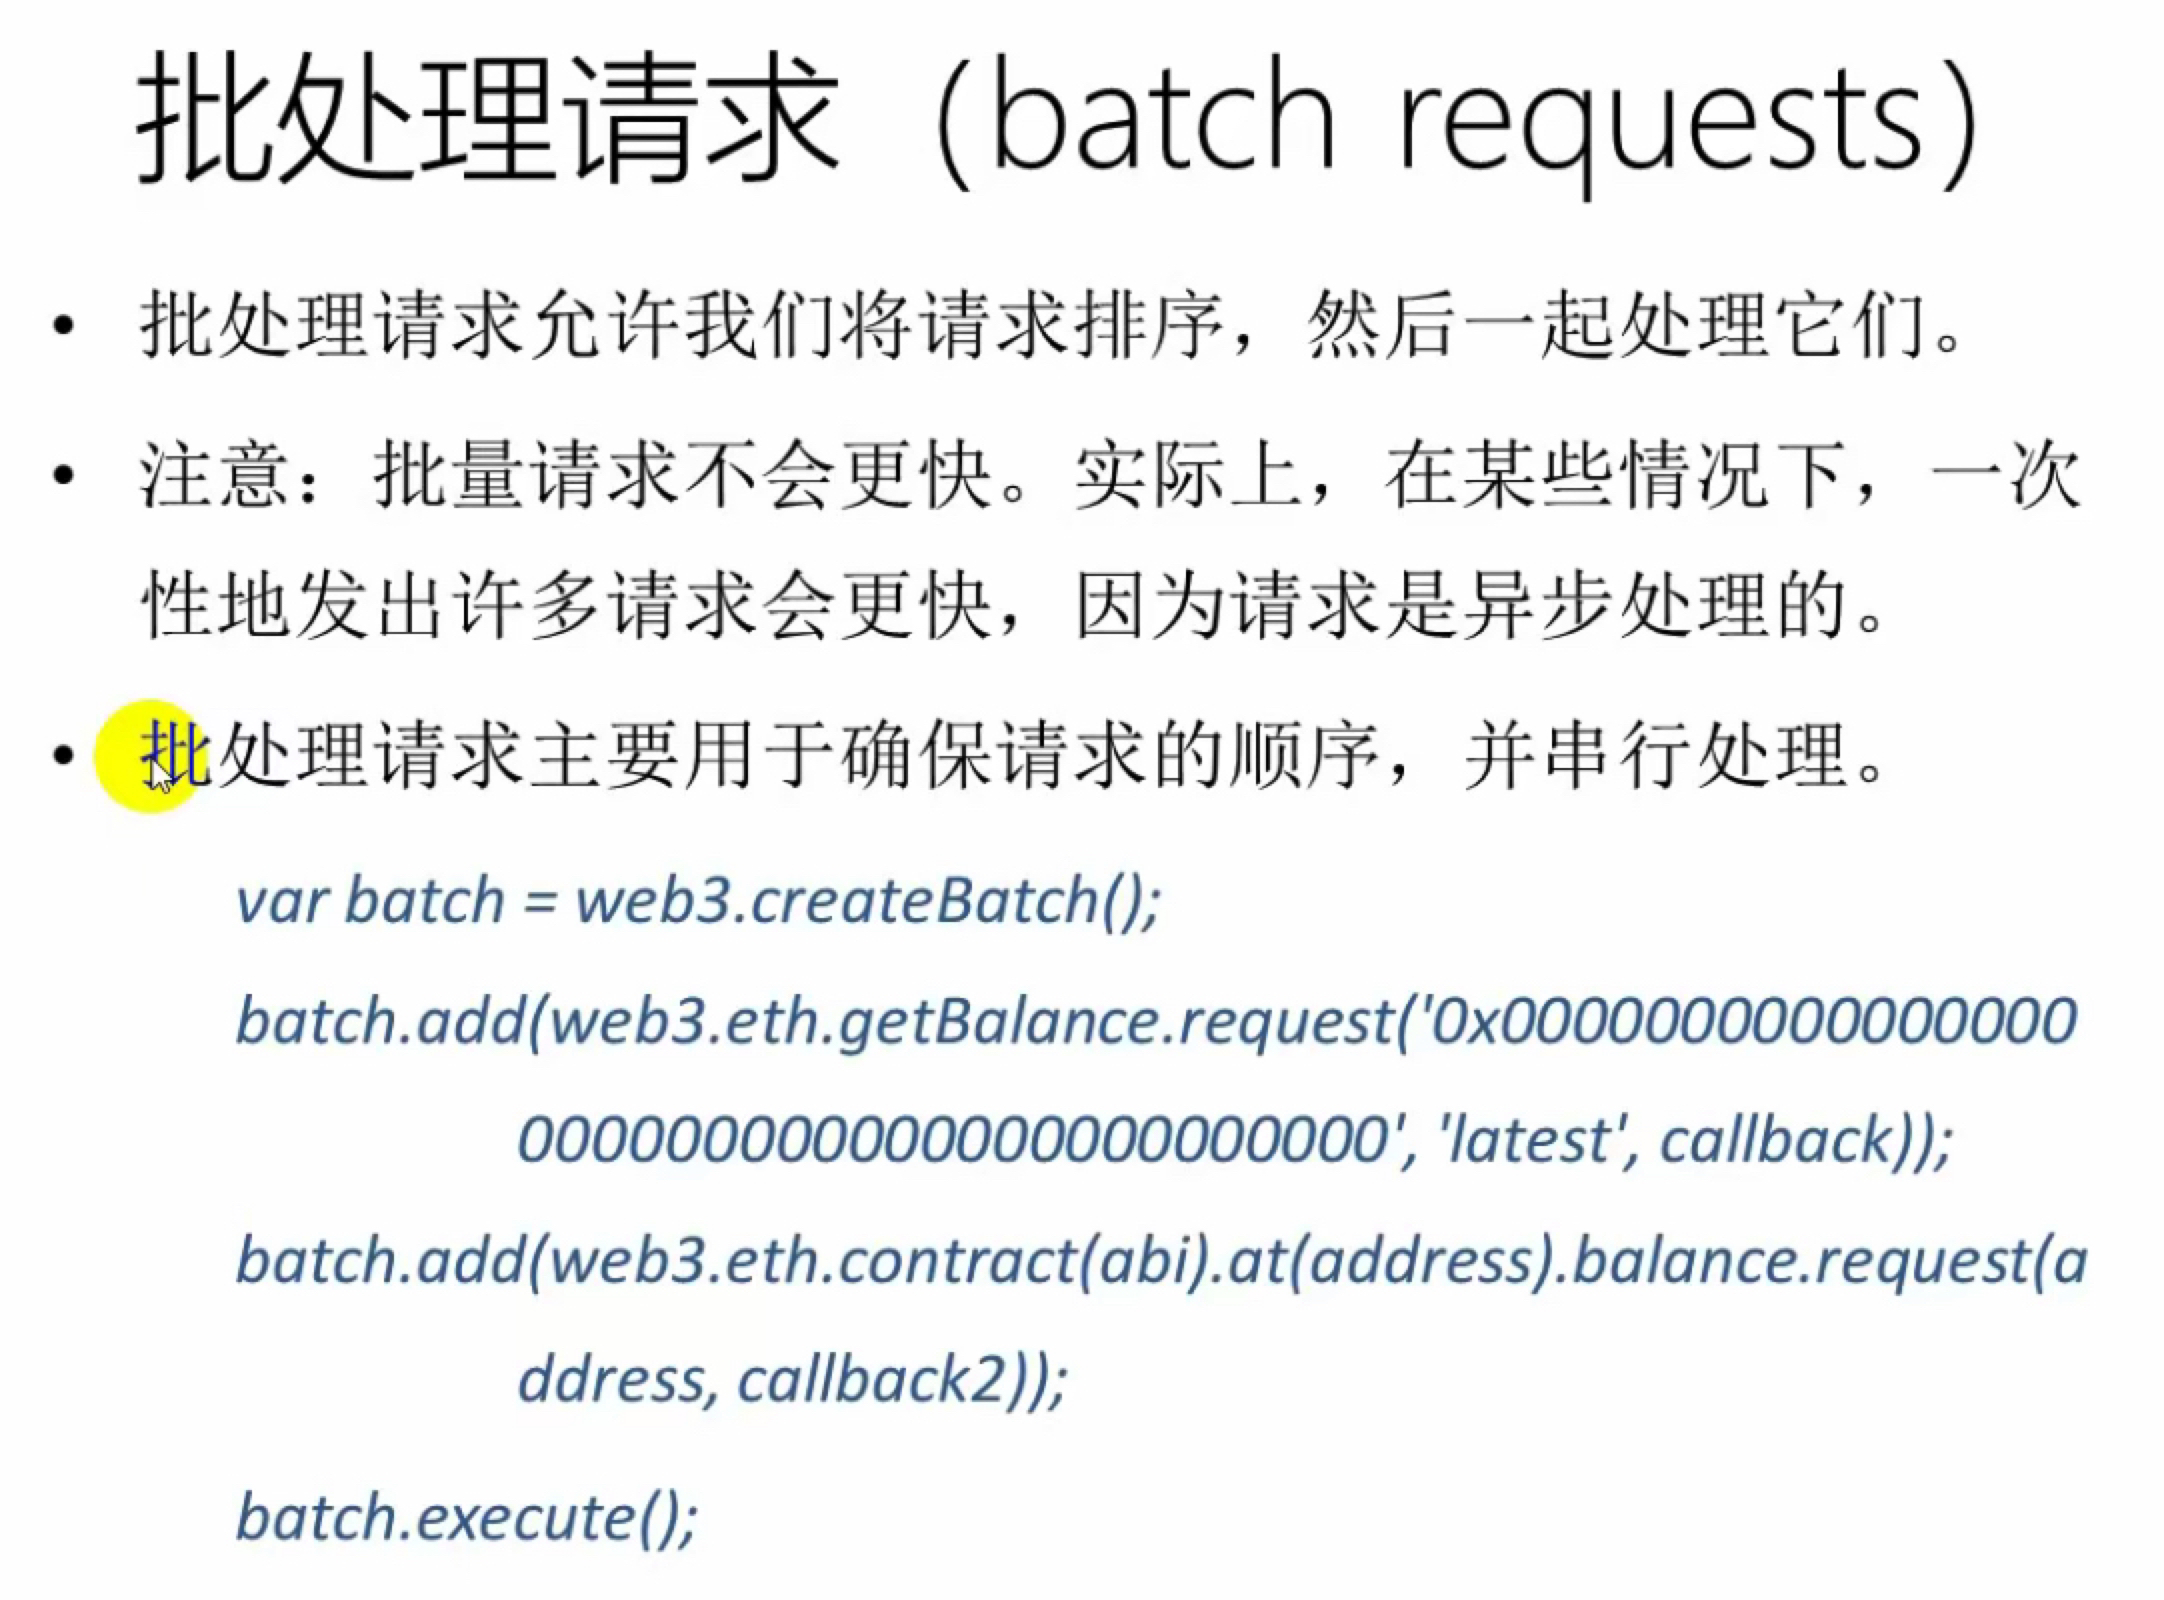 批处理请求（batch requests）
• 批处理请求允许我们将请求排序，然后一起处理它们。
• 注意：批量请求不会更快。实际上，在某些情况下，一次
性地发出许多请求会更快，因为请求是异步处理的。
• 批处理请求主要用于确保请求的顺序，并串行处理。
var batch = web3.createBatch();
batch.add(web3.eth.getBalance.request('0x0000000000000000
000000000000000000000000', 'latest', callback));
batch.add(web3.eth.contract(abi).at(address).balance.request(a
ddress, callback2));
batch.execute();